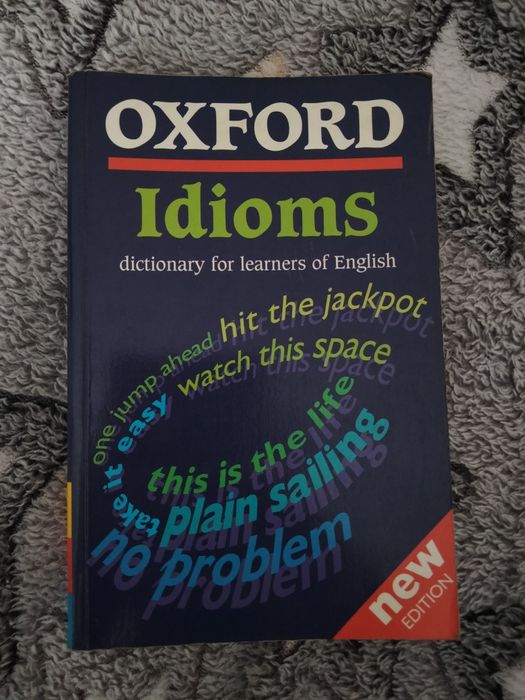 OXFORD
Idioms
dictionary for learners of English
one jump ahead hit the jackpot
take it easy watch this space
this is the life
plain sailing
no problem
new
EDITION